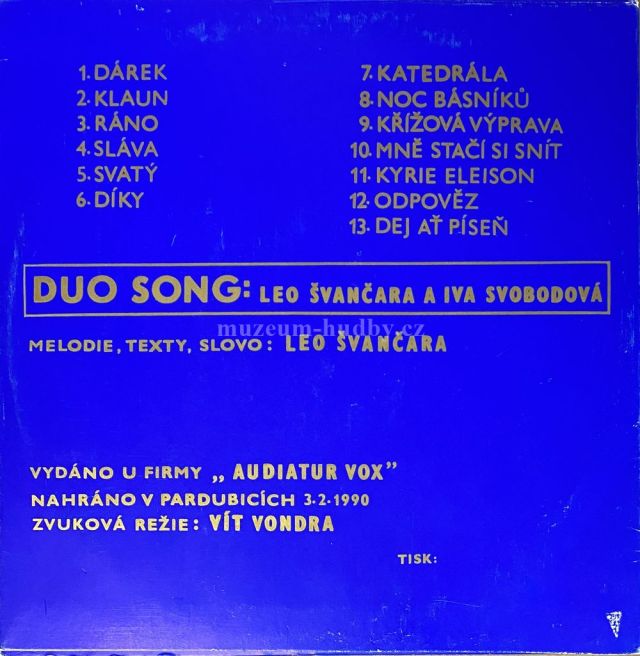 1. DÁREK
2. KLAUN
3. RÁNO
4. SLÁVA
5. SVATÝ
6. DÍKY
7. KATEDRÁLA
8. NOC BÁSNÍKŮ
9. KŘÍŽOVÁ VÝPRAVA
10. MNĚ STAČÍ SI SNÍT
11. KYRIE ELEISON
12. ODPOVĚZ
13. DEJ AŤ PÍSEŇ
DUO SONG: LEO ŠVANČARA A IVA SVOBODOVÁ
muzeum-hudby.cz
MELODIE, TEXTY, SLOVO: LEO ŠVANČARA
VYDÁNO U FIRMY „AUDIATUR VOX"
NAHRÁNO V PARDUBICÍCH 3.2.1990
ZVUKOVÁ REŽIE: VÍT VONDRA
TISK: